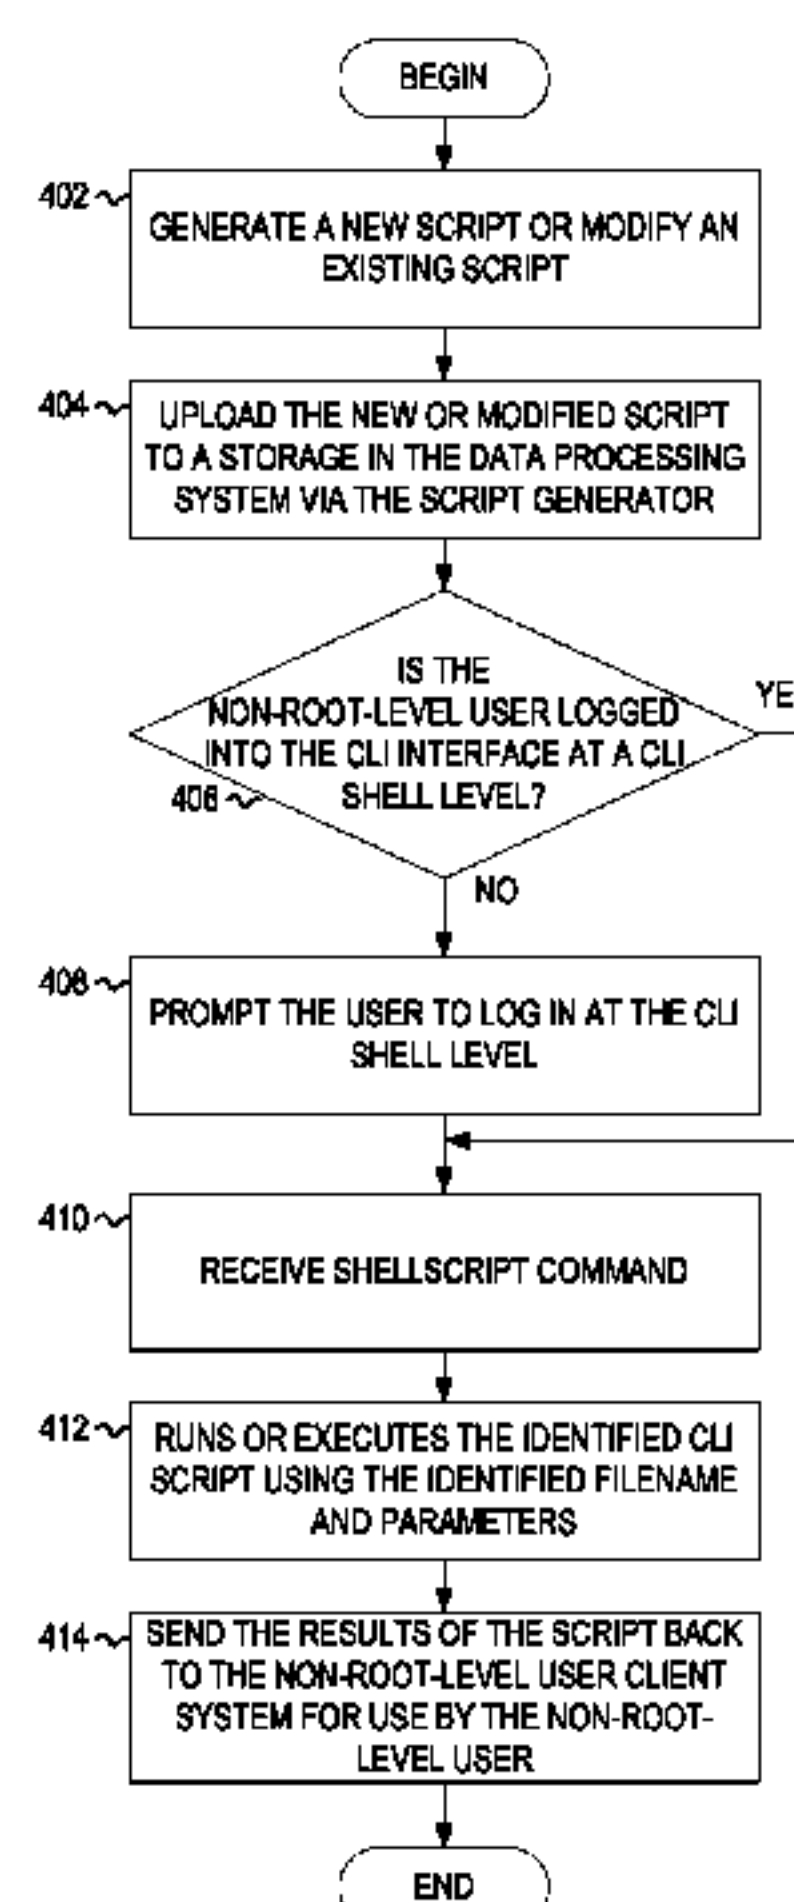 BEGIN
402
GENERATE A NEW SCRIPT OR MODIFY AN
EXISTING SCRIPT
404
UPLOAD THE NEW OR MODIFIED SCRIPT
TO A STORAGE IN THE DATA PROCESSING
SYSTEM VIA THE SCRIPT GENERATOR
IS THE
NON-ROOT-LEVEL USER LOGGED
INTO THE CLI INTERFACE AT A CLI
SHELL LEVEL?
406
YE
NO
408
PROMPT THE USER TO LOG IN AT THE CLI
SHELL LEVEL
410
RECEIVE SHELLSCRIPT COMMAND
412
RUNS OR EXECUTES THE IDENTIFIED CLI
SCRIPT USING THE IDENTIFIED FILENAME
AND PARAMETERS
414
SEND THE RESULTS OF THE SCRIPT BACK
TO THE NON-ROOT-LEVEL USER CLIENT
SYSTEM FOR USE BY THE NON-ROOT-
LEVEL USER
END